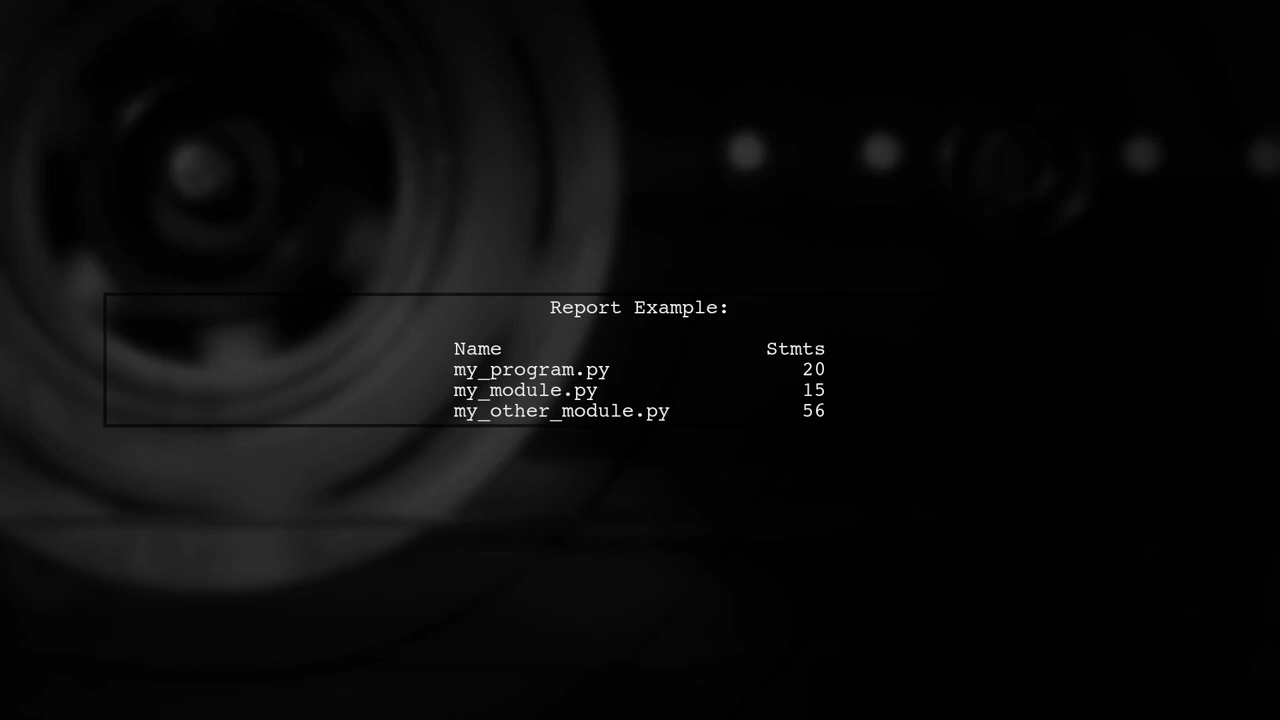 Report Example:
Name Stmts
my_program.py 20
my_module.py 15
my_other_module.py 56